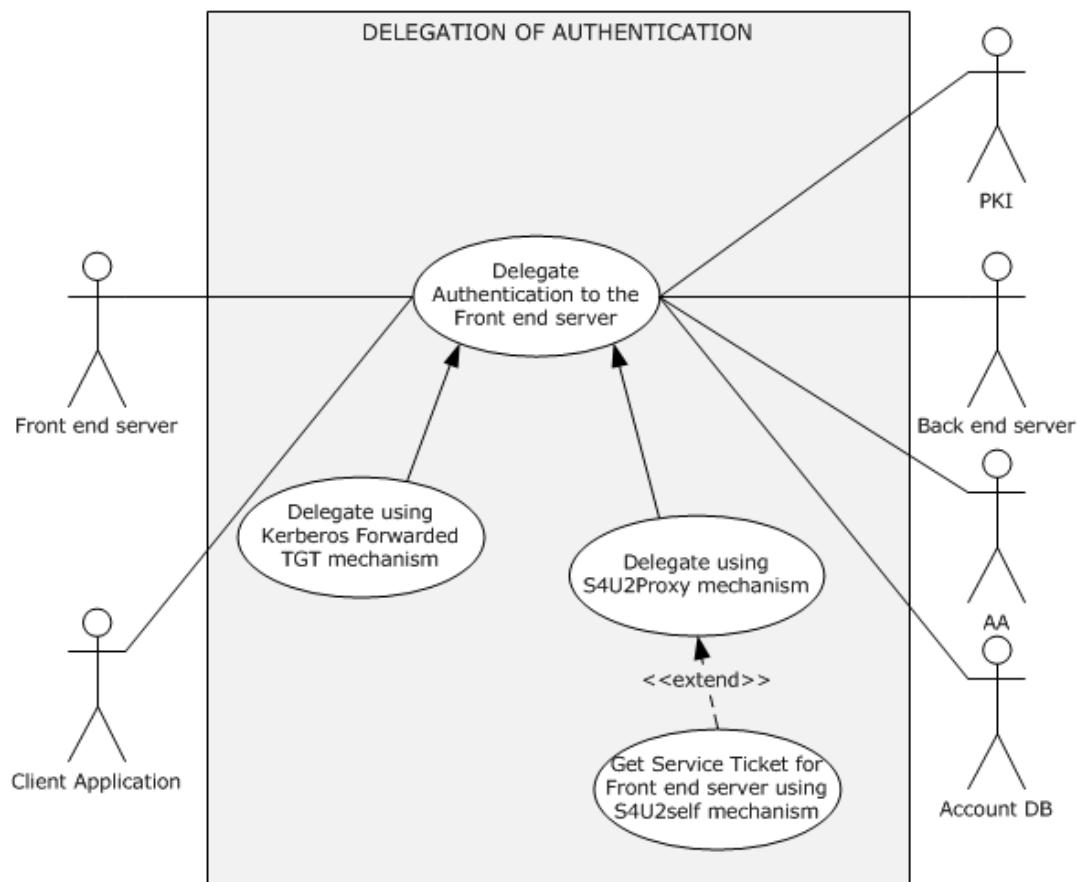 DELEGATION OF AUTHENTICATION
PKI
Delegate
Authentication to the
Front end server
Front end server
Back end server
Delegate using
Kerberos Forwarded
TGT mechanism
Delegate using
S4U2Proxy mechanism
AA
<<extend>>
Client Application
Get Service Ticket for
Front end server using
S4U2self mechanism
Account DB